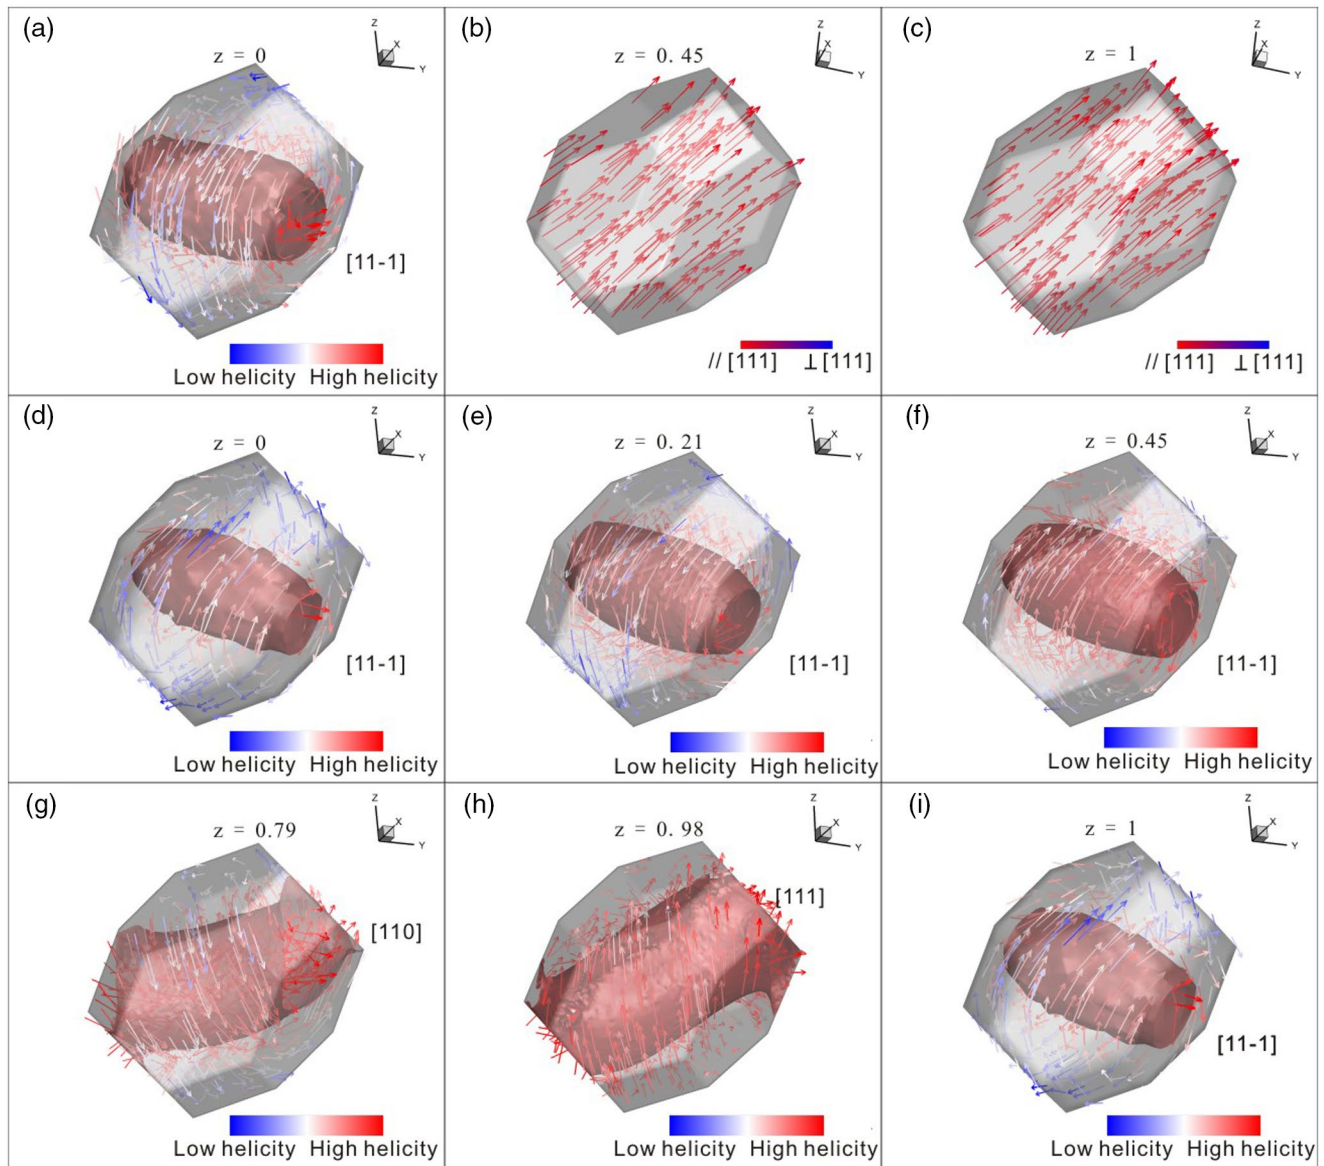 (a)
z = 0
Z
X
Y
[11-1]
Low helicity High helicity
(b)
z = 0. 45
Z
X
Y
// [111] ⊥ [111]
(c)
z = 1
Z
X
Y
// [111] ⊥ [111]
(d)
z = 0
Z
X
Y
[11-1]
Low helicity High helicity
(e)
z = 0. 21
Z
X
Y
[11-1]
Low helicity High helicity
(f)
z = 0.45
Z
X
Y
[11-1]
Low helicity High helicity
(g)
z = 0.79
Z
X
Y
[110]
Low helicity High helicity
(h)
z = 0. 98
Z
X
Y
[111]
Low helicity High helicity
(i)
z = 1
Z
X
Y
[11-1]
Low helicity High helicity